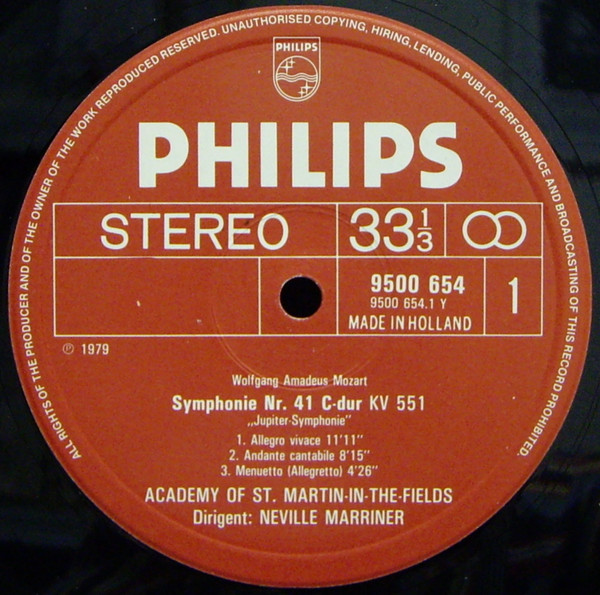 ALL RIGHTS OF THE PRODUCER AND OF THE OWNER OF THE WORK REPRODUCED RESERVED. UNAUTHORISED COPYING, HIRING, LENDING, PUBLIC PERFORMANCE AND BROADCASTING OF THIS RECORD PROHIBITED.
PHILIPS
PHILIPS
STEREO 33 1/3
9500 654
9500 654.1 Y
1
MADE IN HOLLAND
℗ 1979
Wolfgang Amadeus Mozart
Symphonie Nr. 41 C-dur KV 551
„Jupiter-Symphonie"
1. Allegro vivace 11'11"
2. Andante cantabile 8'15"
3. Menuetto (Allegretto) 4'26"
ACADEMY OF ST. MARTIN-IN-THE-FIELDS
Dirigent: NEVILLE MARRINER